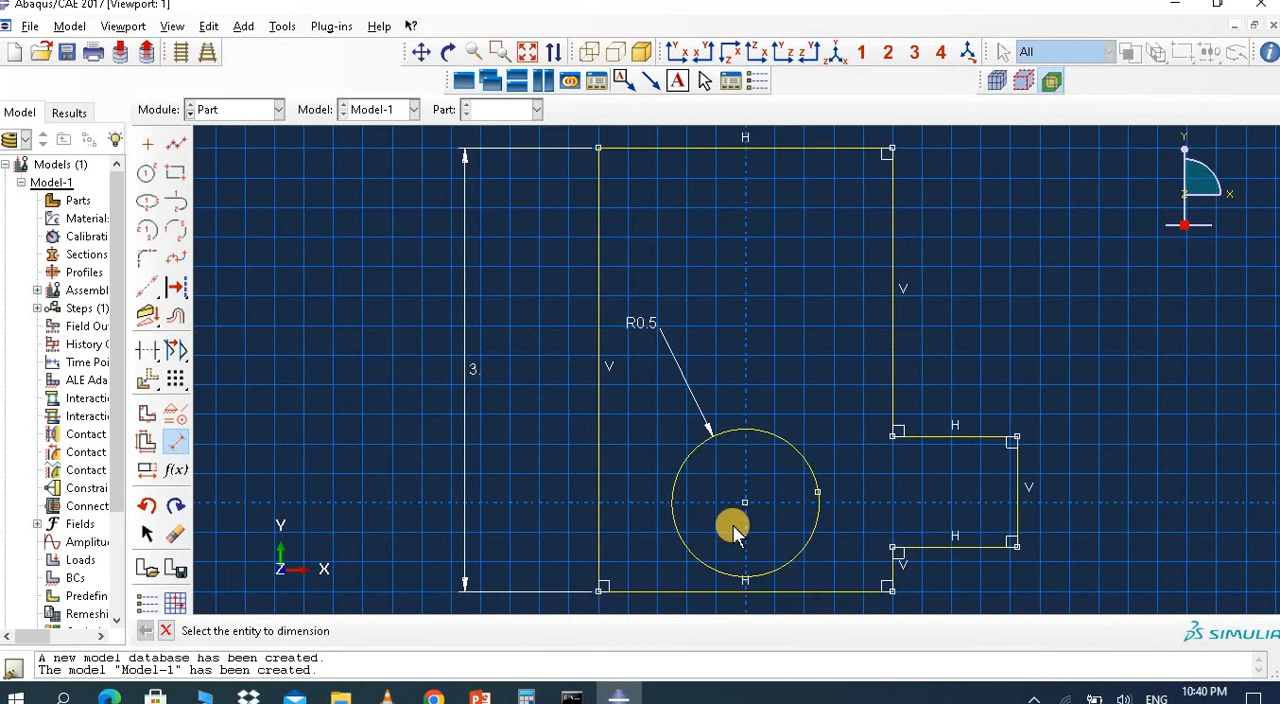 Abaqus/CAE 2017 [Viewport: 1]
File Model Viewport View Edit Add Tools Plug-ins Help
1 2 3 4 All
Model Results Module: Part Model: Model-1 Part:
Models (1)
Model-1
Parts
Material:
Calibrati
Sections
Profiles
Assembl
Steps (1)
Field Ou
History (
Time Poi
ALE Ada
Interacti
Interacti
Contact
Contact
Contact
Constrai
Connect
Fields
Amplitu
Loads
BCs
Predefin
Remeshi
f(x)
H
Y
X
Z
V
R0.5
V
3.
H
V
H
V
H
Y
Z X
Select the entity to dimension
SIMULIA
A new model database has been created.
The model "Model-1" has been created.
ENG
10:40 PM